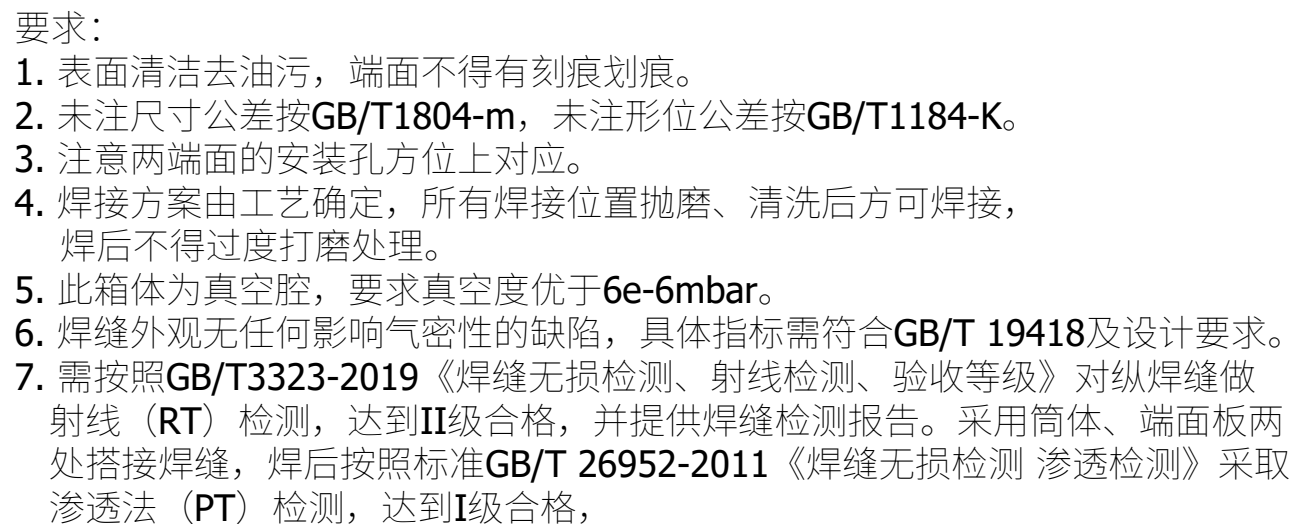 要求：
1. 表面清洁去油污，端面不得有刻痕划痕。
2. 未注尺寸公差按GB/T1804-m，未注形位公差按GB/T1184-K。
3. 注意两端面的安装孔方位上对应。
4. 焊接方案由工艺确定，所有焊接位置抛磨、清洗后方可焊接，
焊后不得过度打磨处理。
5. 此箱体为真空腔，要求真空度优于6e-6mbar。
6. 焊缝外观无任何影响气密性的缺陷，具体指标需符合GB/T 19418及设计要求。
7. 需按照GB/T3323-2019《焊缝无损检测、射线检测、验收等级》对纵焊缝做
射线（RT）检测，达到II级合格，并提供焊缝检测报告。采用筒体、端面板两
处搭接焊缝，焊后按照标准GB/T 26952-2011《焊缝无损检测 渗透检测》采取
渗透法（PT）检测，达到I级合格，